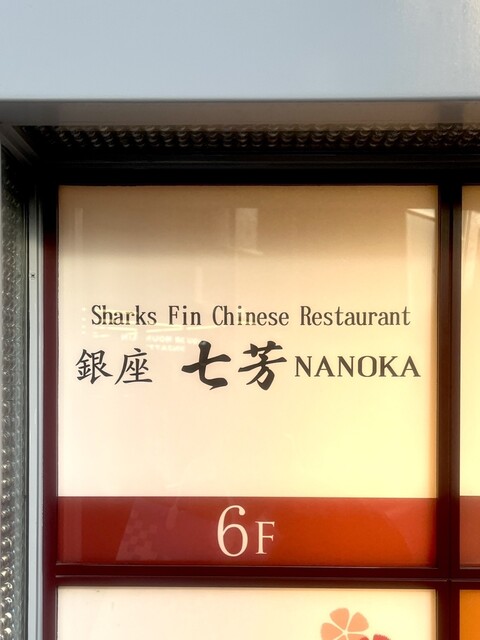 Sharks Fin Chinese Restaurant
銀座 七芳 NANOKA
6F